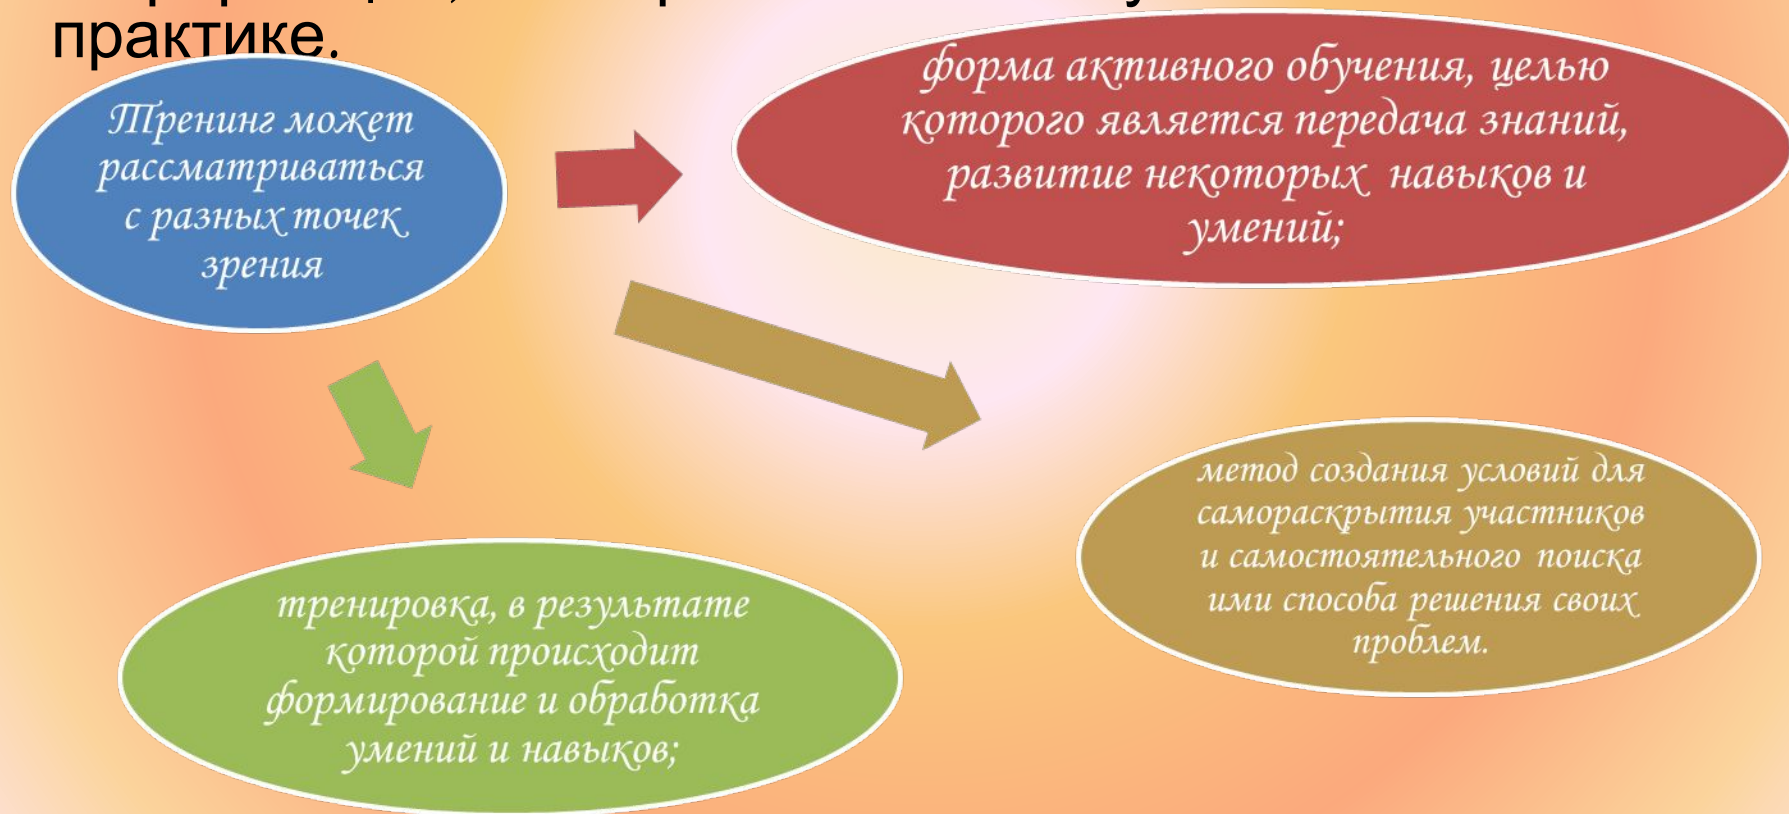 практике.
Тренинг может
рассматриваться
с разных точек
зрения
форма активного обучения, целью
которого является передача знаний,
развитие некоторых навыков и
умений;
метод создания условий для
самораскрытия участников
и самостоятельного поиска
ими способа решения своих
проблем.
тренировка, в результате
которой происходит
формирование и обработка
умений и навыков;